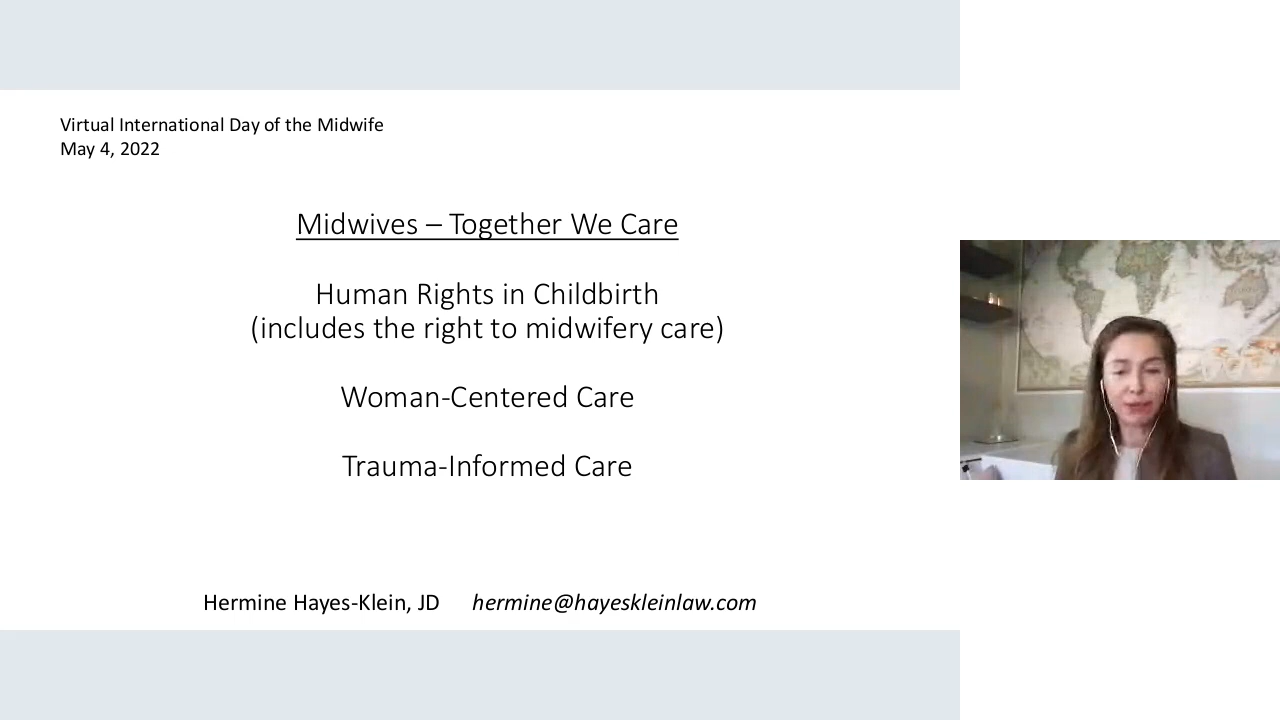 Virtual International Day of the Midwife
May 4, 2022
Midwives – Together We Care
Human Rights in Childbirth
(includes the right to midwifery care)
Woman-Centered Care
Trauma-Informed Care
Hermine Hayes-Klein, JD hermine@hayeskleinlaw.com